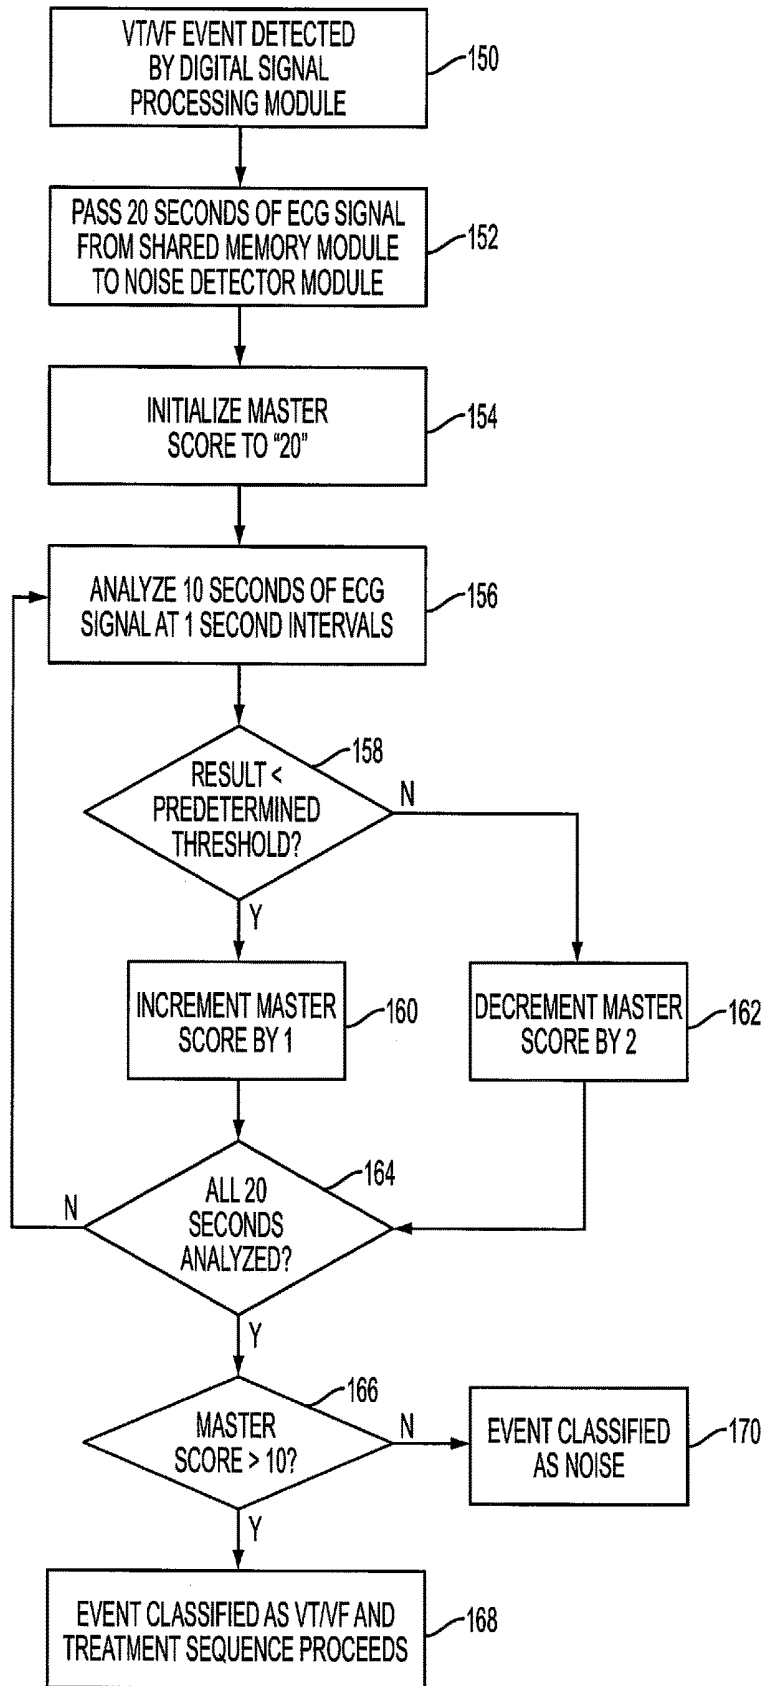 VT/VF EVENT DETECTED
BY DIGITAL SIGNAL
PROCESSING MODULE
150
PASS 20 SECONDS OF ECG SIGNAL
FROM SHARED MEMORY MODULE
TO NOISE DETECTOR MODULE
152
INITIALIZE MASTER
SCORE TO "20"
154
ANALYZE 10 SECONDS OF ECG
SIGNAL AT 1 SECOND INTERVALS
156
158
RESULT <
PREDETERMINED
THRESHOLD?
N
Y
INCREMENT MASTER
SCORE BY 1
160
DECREMENT MASTER
SCORE BY 2
162
164
ALL 20
SECONDS
ANALYZED?
N
Y
166
MASTER
SCORE > 10?
N
EVENT CLASSIFIED
AS NOISE
170
Y
EVENT CLASSIFIED AS VT/VF AND
TREATMENT SEQUENCE PROCEEDS
168